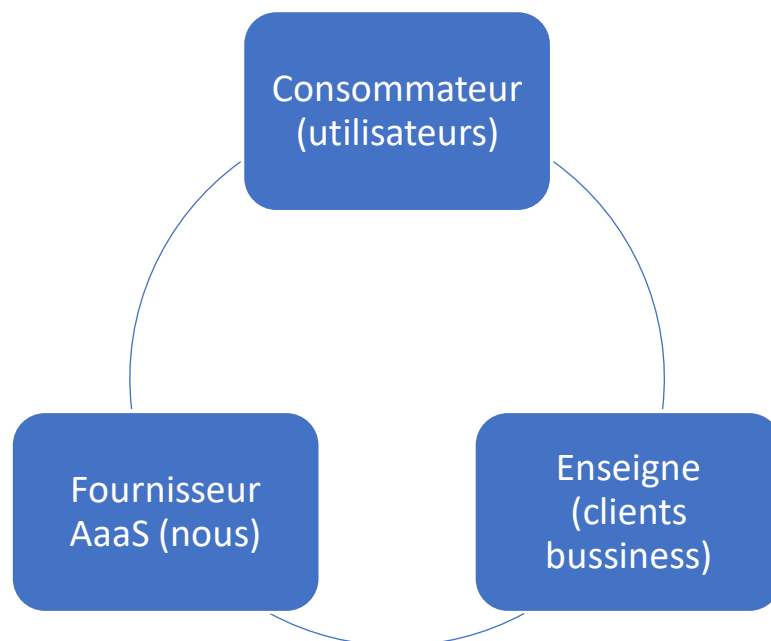 Consommateur
(utilisateurs)
Fournisseur
AaaS (nous)
Enseigne
(clients
bussiness)